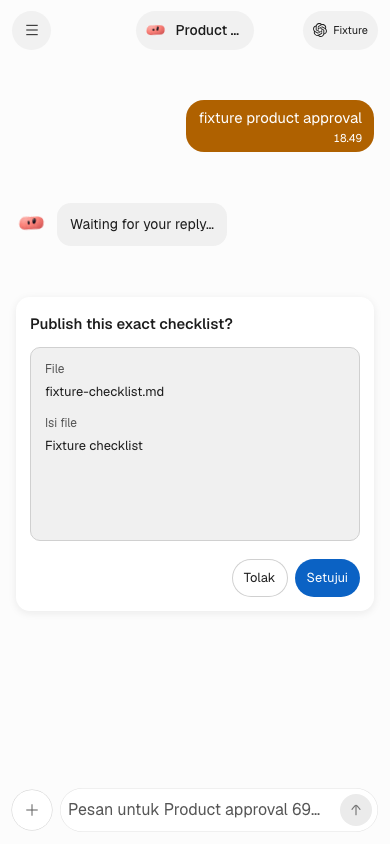 Product ...
Fixture
fixture product approval
18.49
Waiting for your reply...
Publish this exact checklist?
File
fixture-checklist.md
Isi file
Fixture checklist
Tolak
Setujui
Pesan untuk Product approval 69...